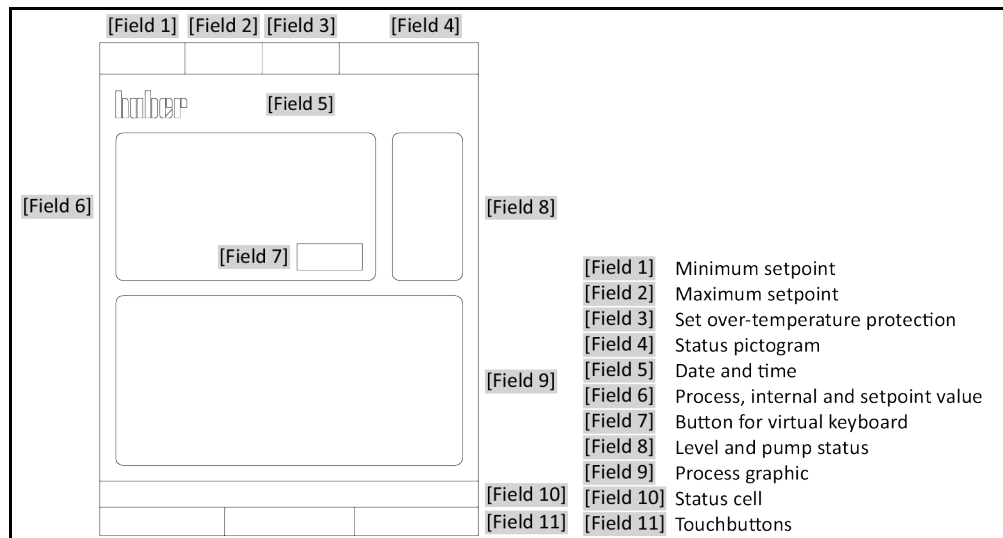 [Field 1] [Field 2] [Field 3] [Field 4]
huber [Field 5]
[Field 6] [Field 8]
[Field 7]
[Field 9]
[Field 10]
[Field 11]
[Field 1] Minimum setpoint
[Field 2] Maximum setpoint
[Field 3] Set over-temperature protection
[Field 4] Status pictogram
[Field 5] Date and time
[Field 6] Process, internal and setpoint value
[Field 7] Button for virtual keyboard
[Field 8] Level and pump status
[Field 9] Process graphic
[Field 10] Status cell
[Field 11] Touchbuttons